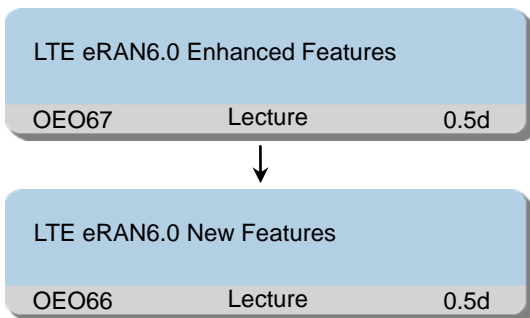 LTE eRAN6.0 Enhanced Features
OEO67 Lecture 0.5d
LTE eRAN6.0 New Features
OEO66 Lecture 0.5d